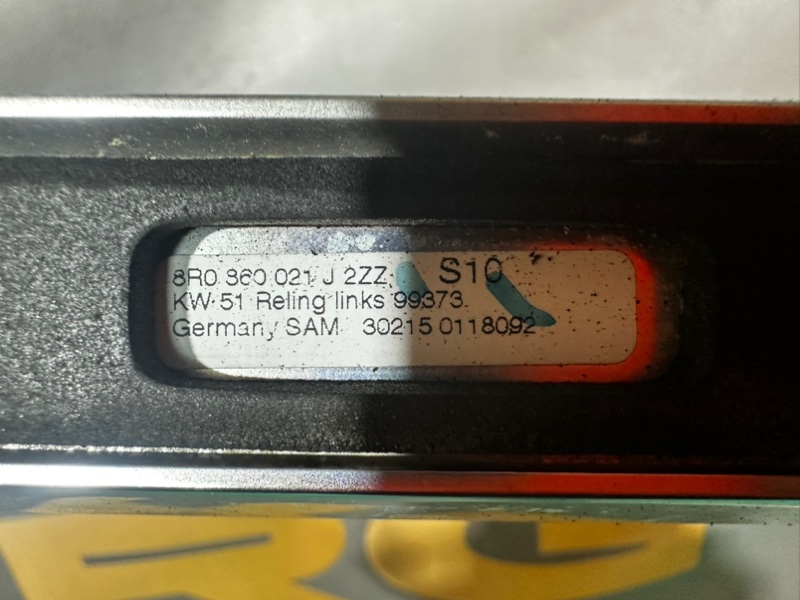 8R0 860 021 J 2ZZ S10
KW 51 Reling links 99373
Germany SAM 30215 0118092